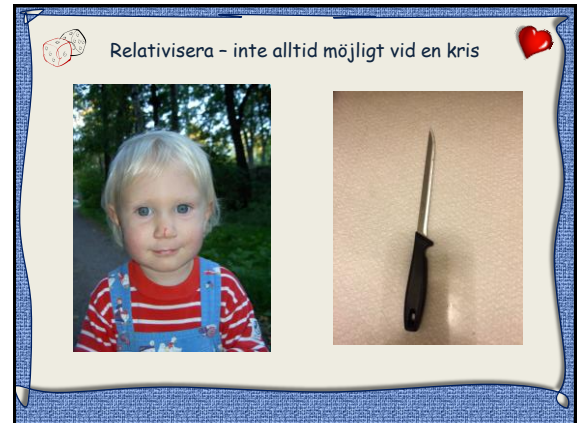 Relativisera – inte alltid möjligt vid en kris